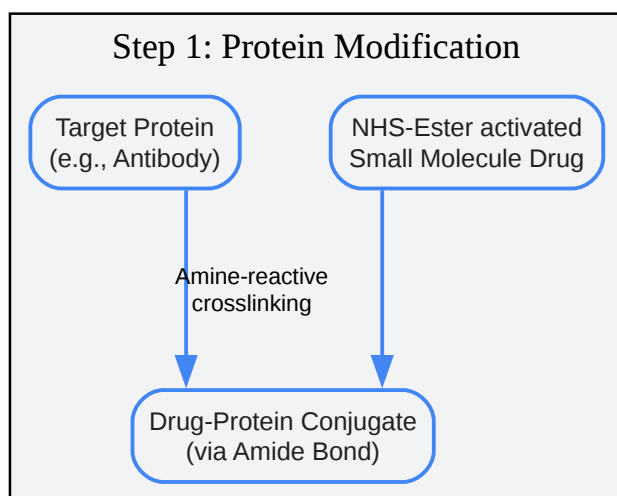 Step 1: Protein Modification
Target Protein
(e.g., Antibody)
NHS-Ester activated
Small Molecule Drug
Amine-reactive
crosslinking
Drug-Protein Conjugate
(via Amide Bond)